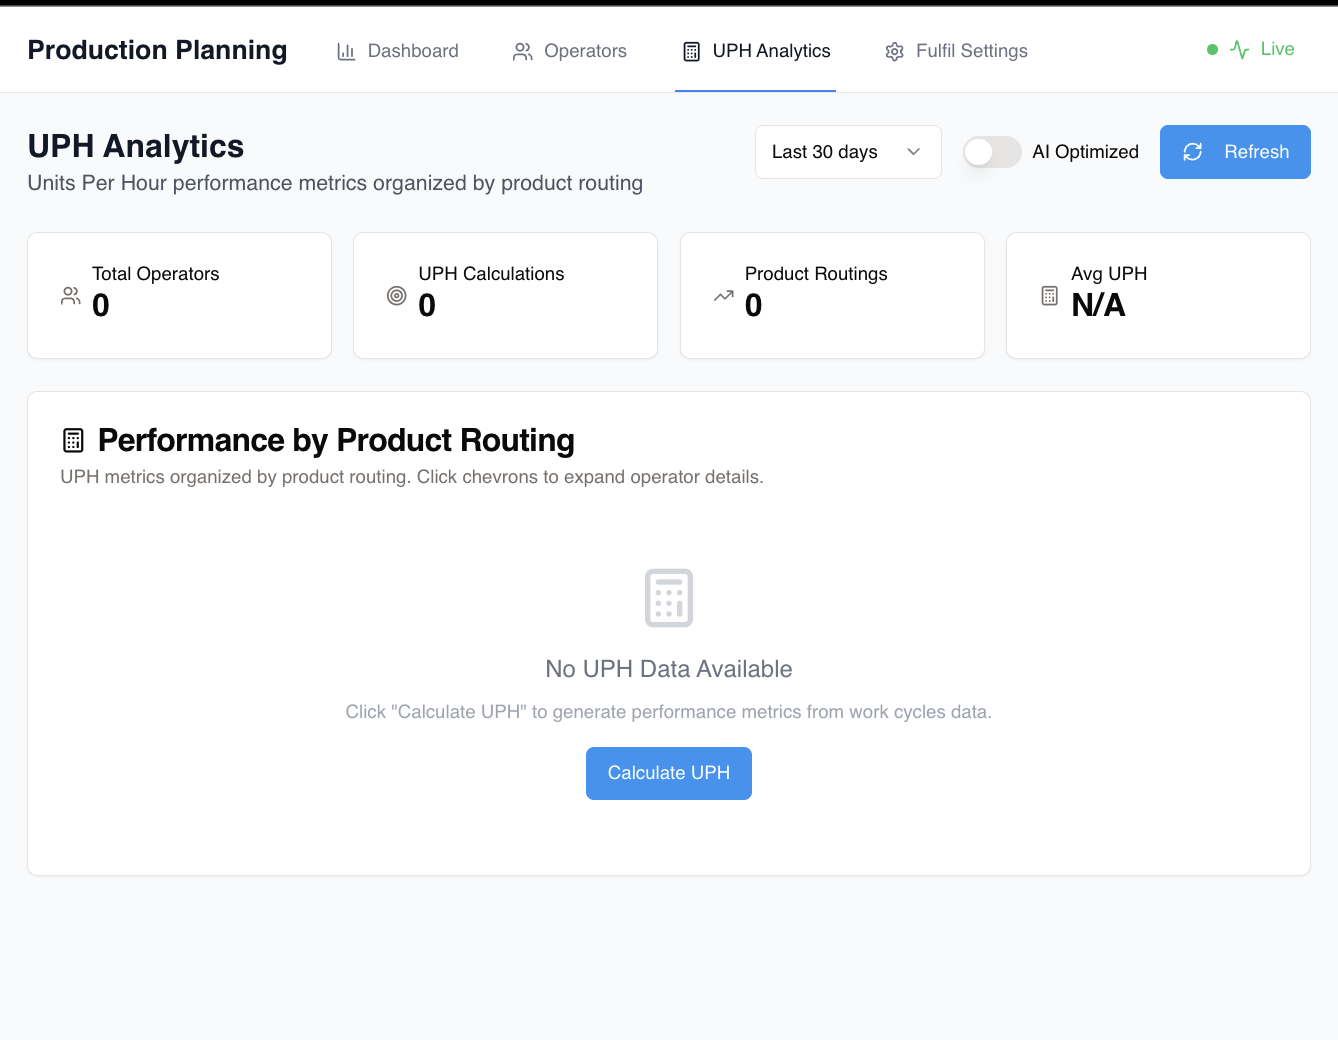 Production Planning
Dashboard
Operators
UPH Analytics
Fulfil Settings
Live
UPH Analytics
Units Per Hour performance metrics organized by product routing
Last 30 days
AI Optimized
Refresh
Total Operators
0
UPH Calculations
0
Product Routings
0
Avg UPH
N/A
Performance by Product Routing
UPH metrics organized by product routing. Click chevrons to expand operator details.
No UPH Data Available
Click "Calculate UPH" to generate performance metrics from work cycles data.
Calculate UPH